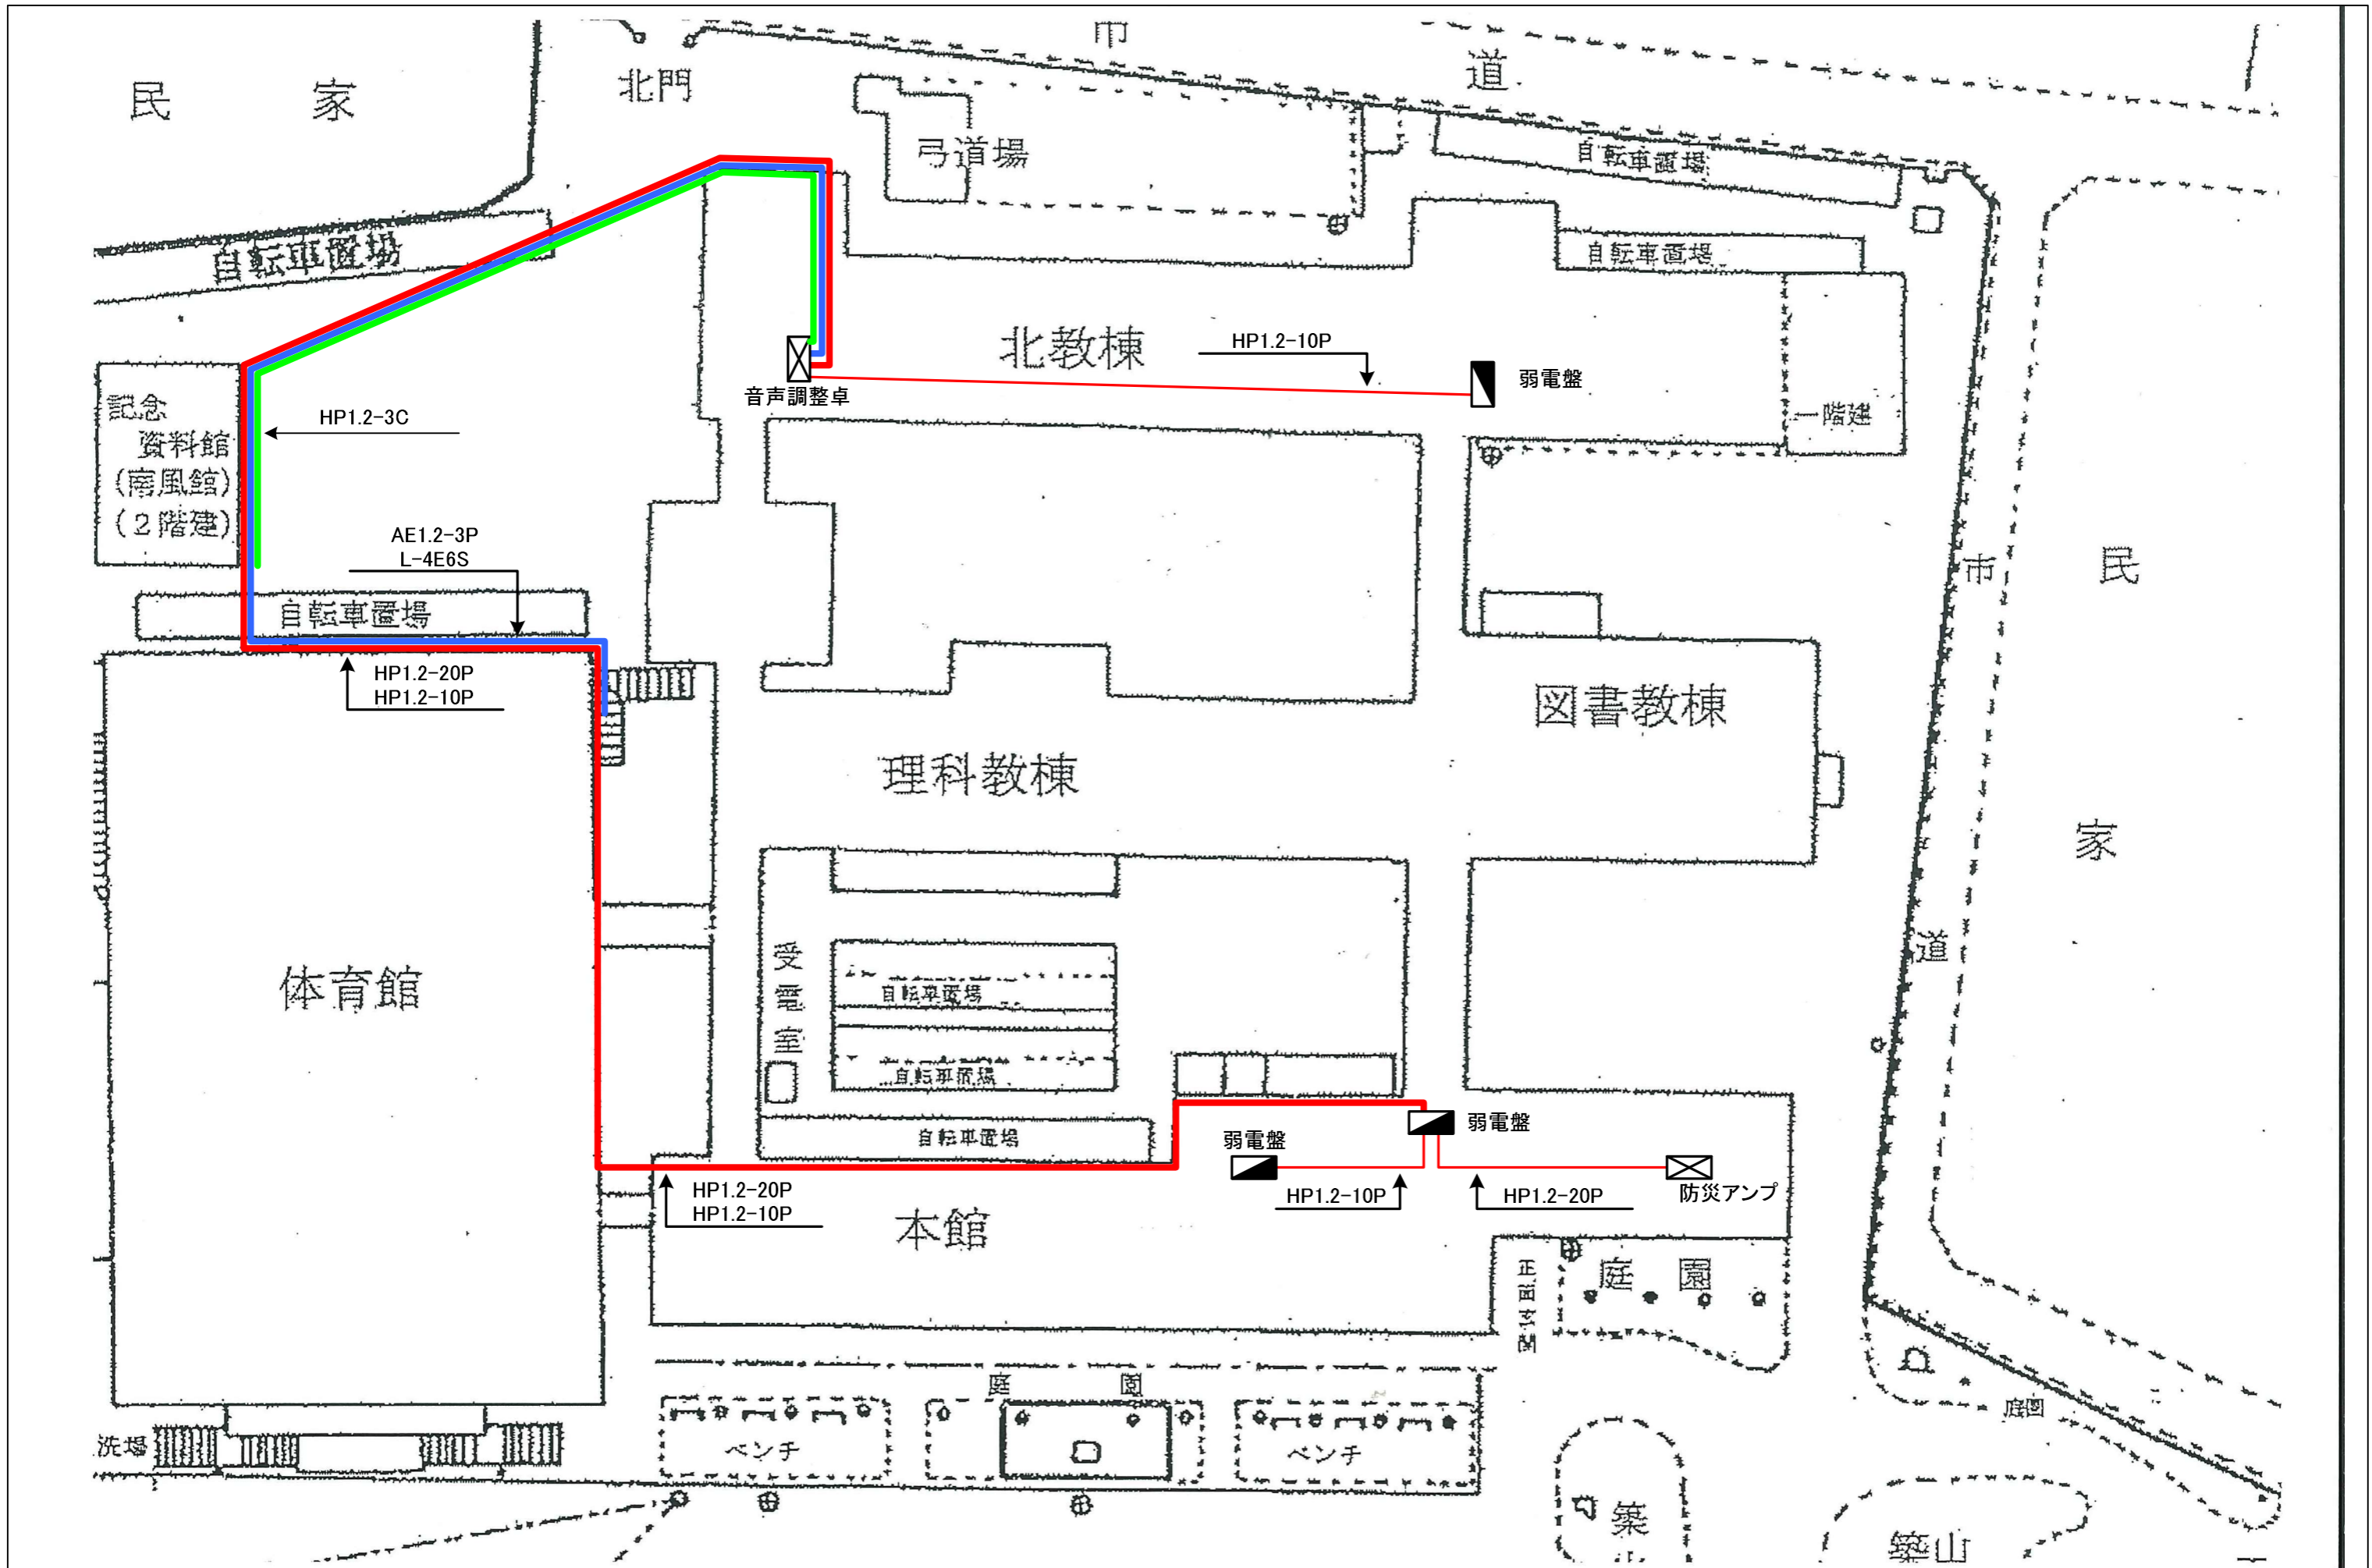 市
道
民 家
北門
弓道場
自転車置場
自転車置場
自転車置場
北教棟
HP1.2-10P
弱電盤
音声調整卓
一階建
記念
資料館
(南風館)
(2階建)
HP1.2-3C
AE1.2-3P
L-4E6S
自転車置場
HP1.2-20P
HP1.2-10P
市
道
民
家
図書教棟
理科教棟
体育館
受電室
自転車置場
自転車置場
自転車置場
弱電盤
弱電盤
HP1.2-20P
HP1.2-10P
HP1.2-10P
HP1.2-20P
防災アンプ
本館
正面玄関
庭園
庭園
庭園
洗場
ベンチ
ベンチ
築
築山